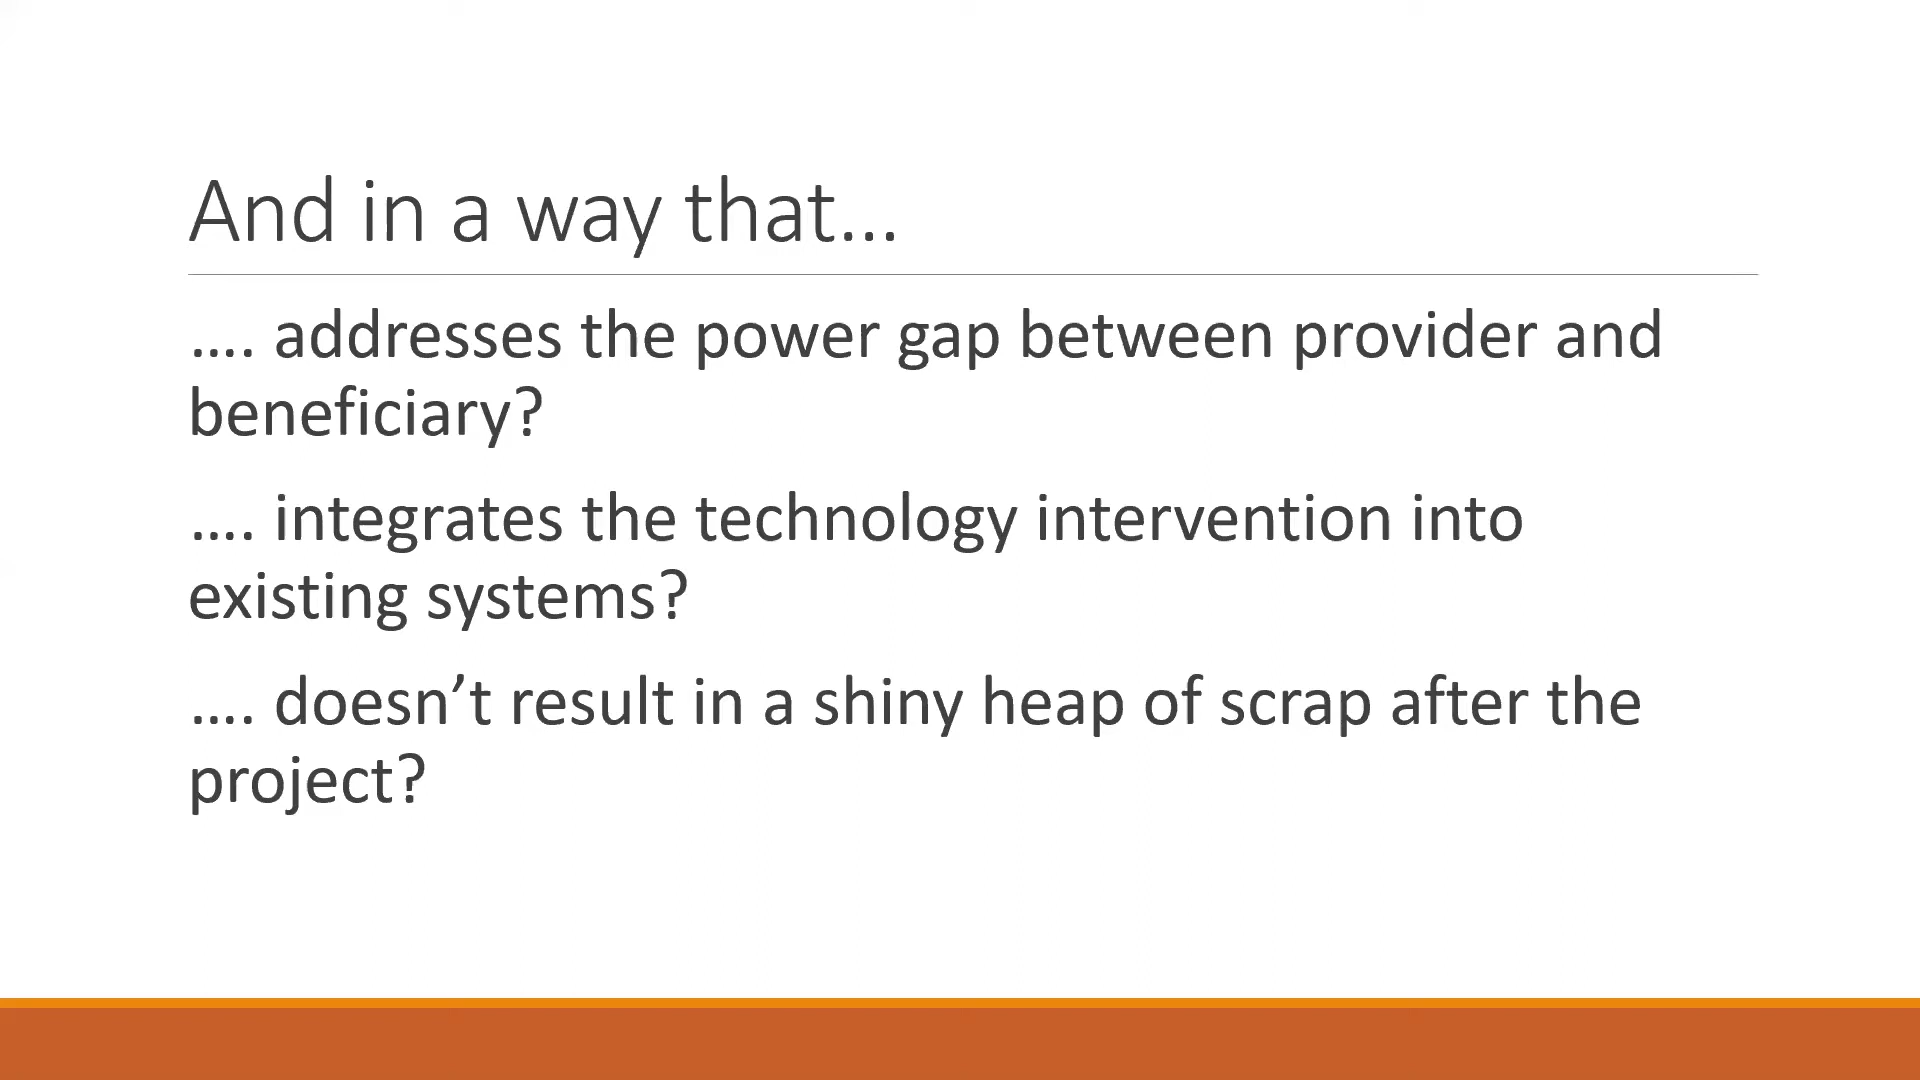 And in a way that...
.... addresses the power gap between provider and
beneficiary?
.... integrates the technology intervention into
existing systems?
.... doesn’t result in a shiny heap of scrap after the
project?